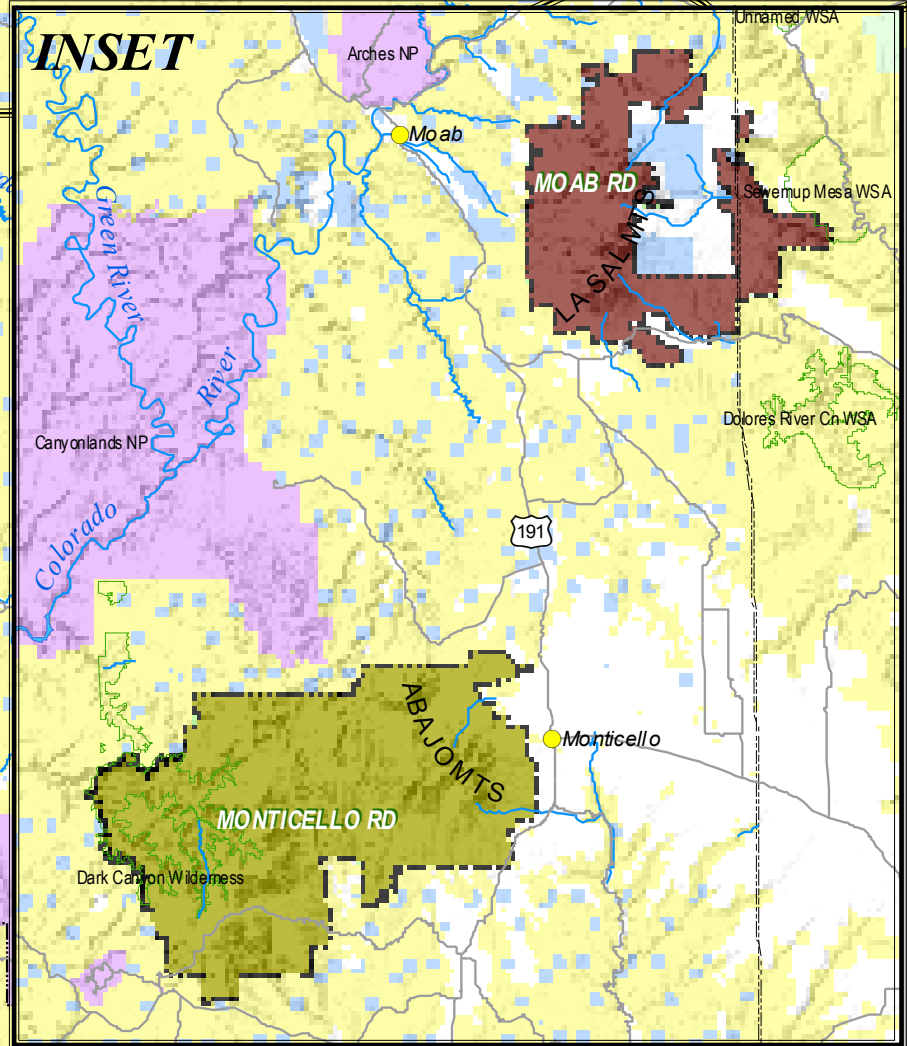 Unnamed WSA
INSET
Arches NP
Moab
MOAB RD
Sewemup Mesa WSA
LA SAL MTS
Green River
River
Dolores River Cn WSA
Canyonlands NP
Colorado
191
ABAJO MTS
Monticello
MONTICELLO RD
Dark Canyon Wilderness